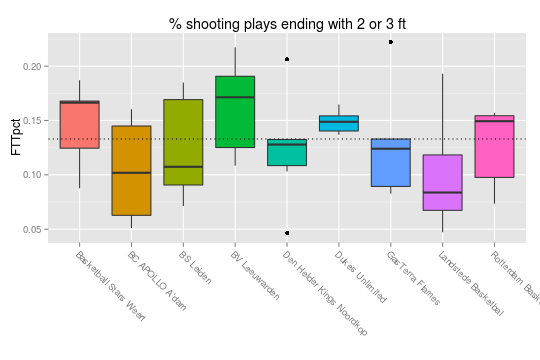 % shooting plays ending with 2 or 3 ft
FTTpct
0.20
0.15
0.10
0.05
Basketball Stars Weert
BC APOLLO A'dam
BS Leiden
BV Leeuwarden
Den Helder Kings Noordkop
Dukes Unlimited
GasTerra Flames
Landstede Basketbal
Rotterdam Bask